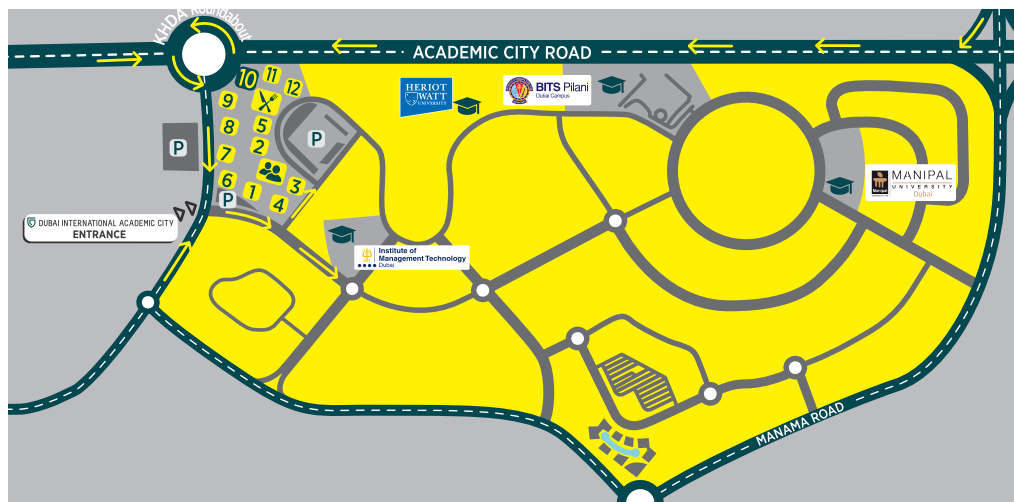 KHDA Roundabout
ACADEMIC CITY ROAD
10
11
12
9
8
5
7
2
6
1
3
4
P
P
P
HERIOT
WATT
UNIVERSITY
BITS Pilani
Dubai Campus
Manipal
MANIPAL
UNIVERSITY
Dubai
DUBAI INTERNATIONAL ACADEMIC CITY
ENTRANCE
Institute of
Management Technology
Dubai
MANAMA ROAD